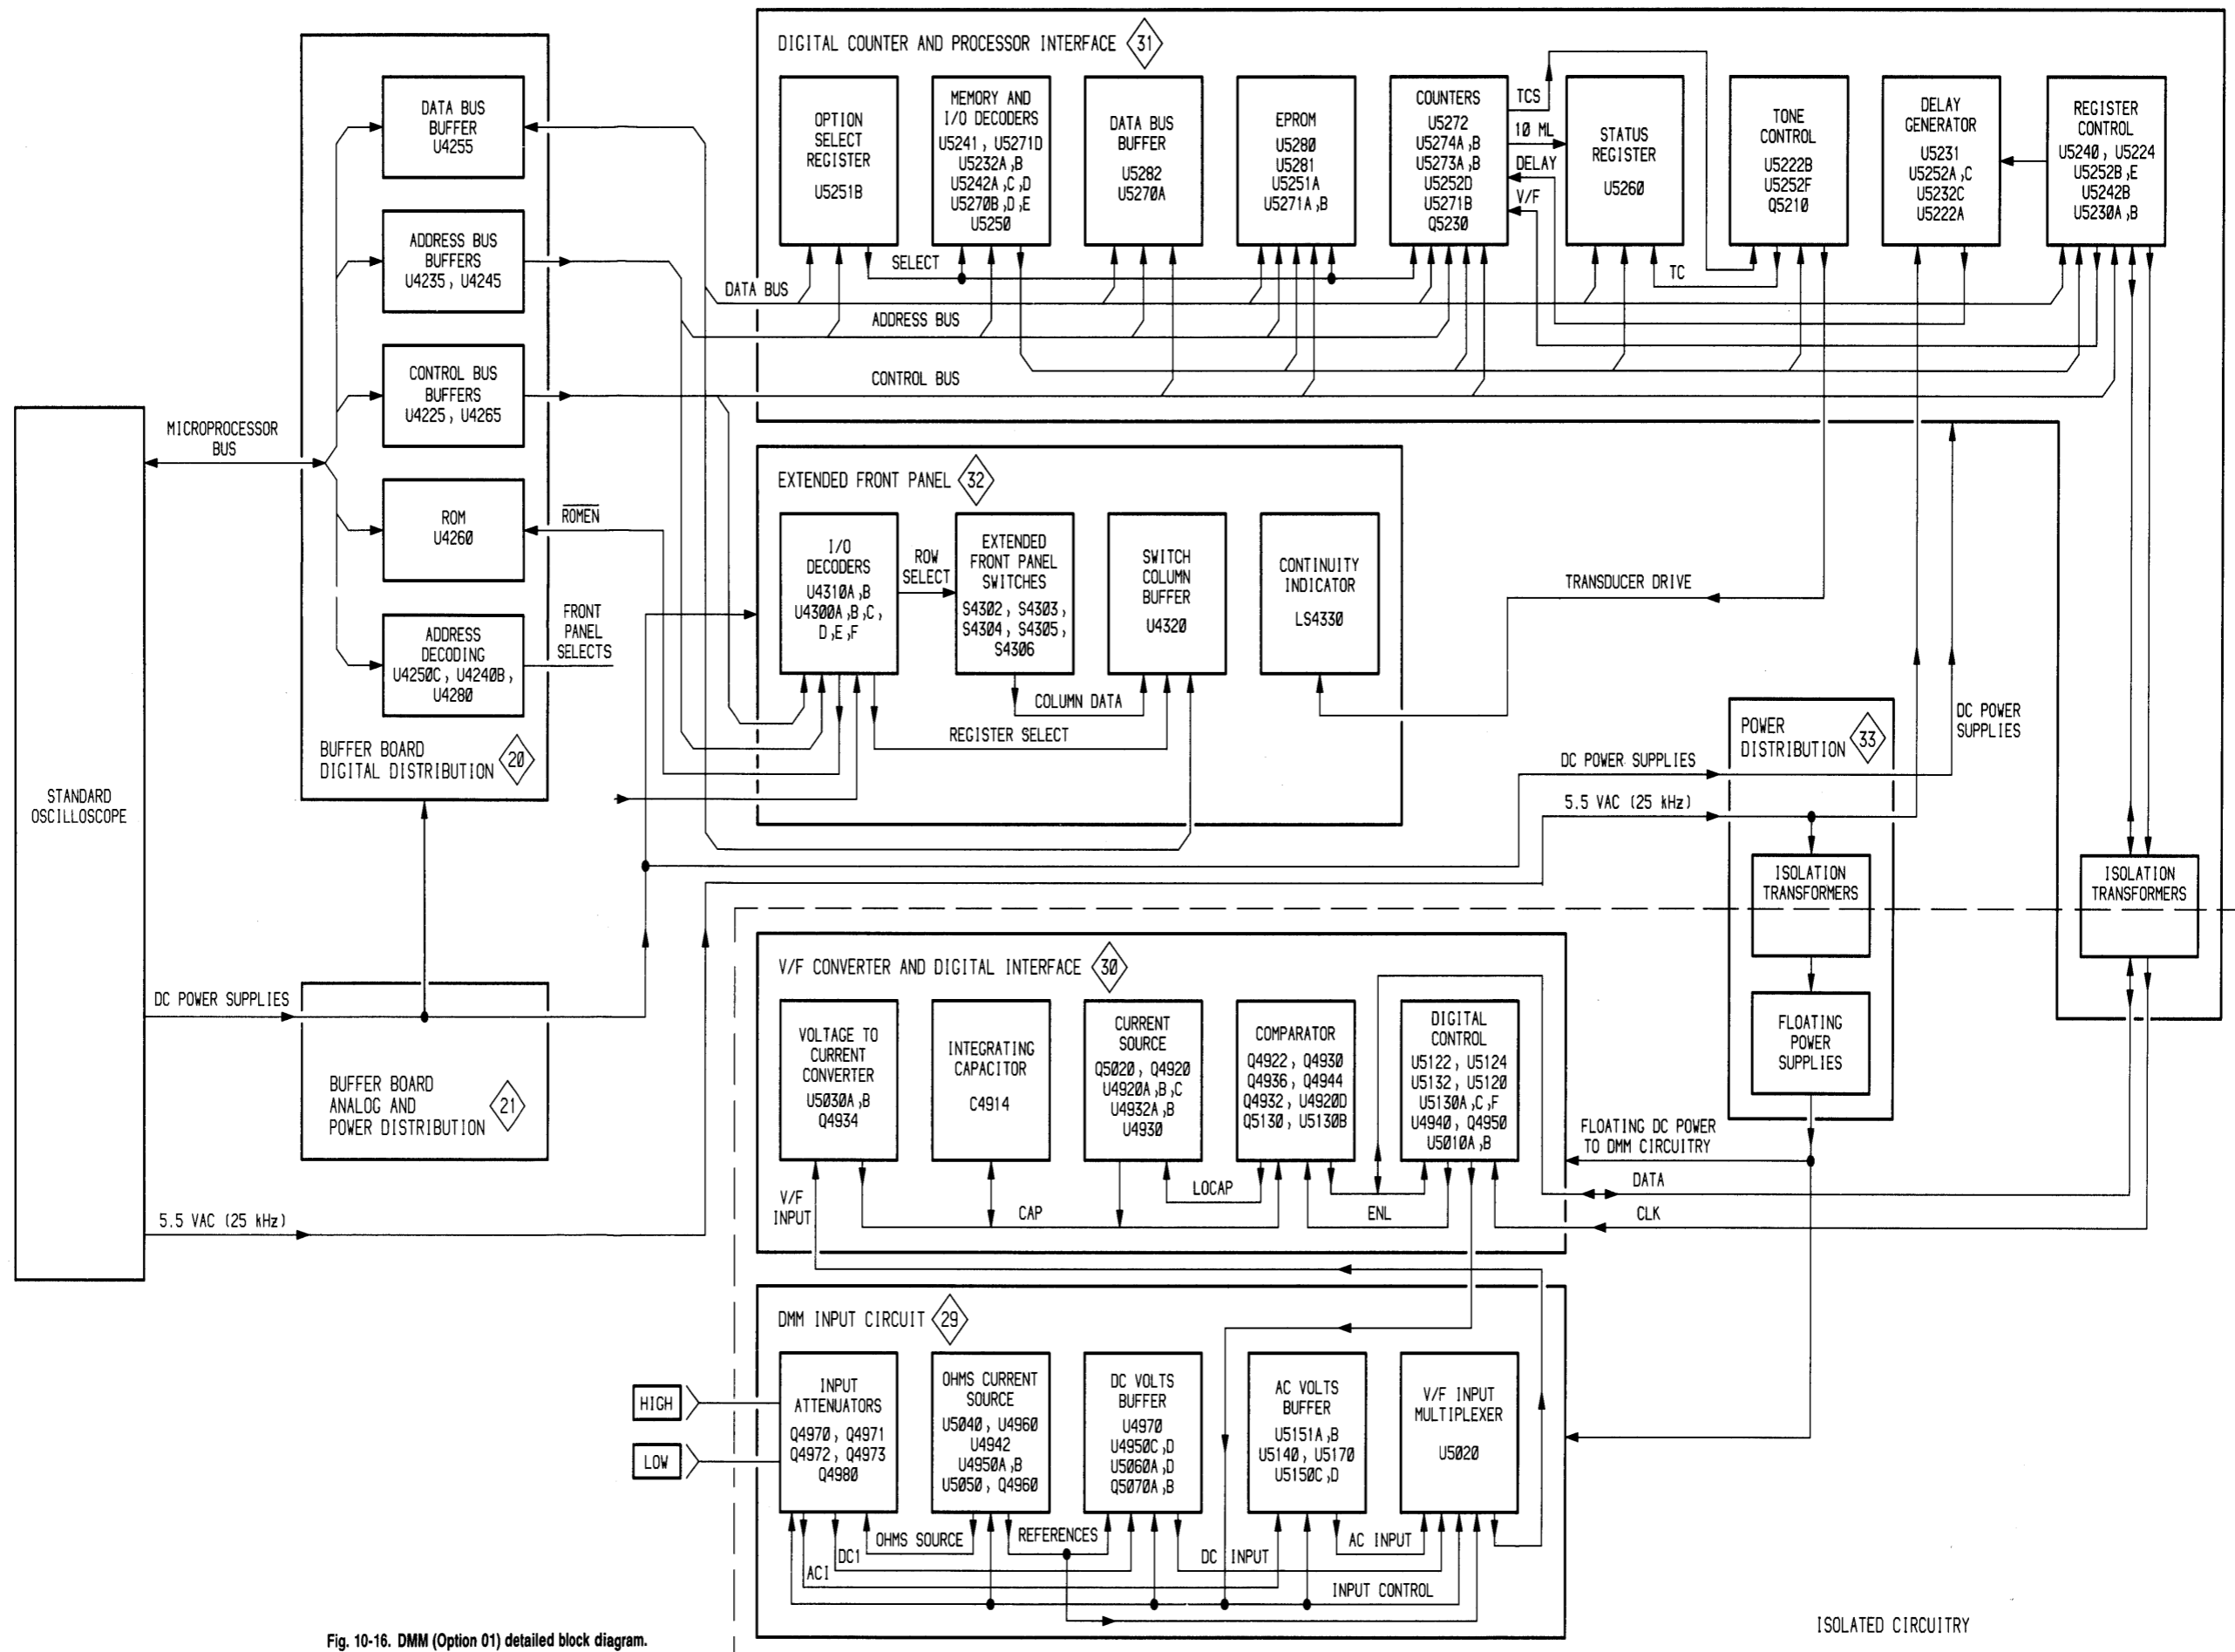 DIGITAL COUNTER AND PROCESSOR INTERFACE 31
DATA BUS
BUFFER
U4255
ADDRESS BUS
BUFFERS
U4235, U4245
CONTROL BUS
BUFFERS
U4225, U4265
ROM
U4260
ADDRESS
DECODING
U4250C, U4240B,
U4280
BUFFER BOARD
DIGITAL DISTRIBUTION 20
MICROPROCESSOR
BUS
STANDARD
OSCILLOSCOPE
ROMEN
FRONT
PANEL
SELECTS
OPTION
SELECT
REGISTER
U5251B
MEMORY AND
I/O DECODERS
U5241, U5271D
U5232A,B
U5242A,C,D
U5270B,D,E
U5250
DATA BUS
BUFFER
U5282
U5270A
EPROM
U5280
U5281
U5251A
U5271A,B
COUNTERS
U5272
U5274A,B
U5273A,B
U5252D
U5271B
Q5230
TCS
10 ML
DELAY
V/F
STATUS
REGISTER
U5260
TONE
CONTROL
U5222B
U5252F
Q5210
DELAY
GENERATOR
U5231
U5252A,C
U5232C
U5222A
REGISTER
CONTROL
U5240, U5224
U5252B,E
U5242B
U5230A,B
SELECT
TC
DATA BUS
ADDRESS BUS
CONTROL BUS
EXTENDED FRONT PANEL 32
I/O
DECODERS
U4310A,B
U4300A,B,C,
D,E,F
ROW
SELECT
EXTENDED
FRONT PANEL
SWITCHES
S4302, S4303,
S4304, S4305,
S4306
SWITCH
COLUMN
BUFFER
U4320
CONTINUITY
INDICATOR
LS4330
TRANSDUCER DRIVE
COLUMN DATA
REGISTER SELECT
POWER
DISTRIBUTION 33
DC POWER
SUPPLIES
DC POWER SUPPLIES
5.5 VAC (25 kHz)
ISOLATION
TRANSFORMERS
ISOLATION
TRANSFORMERS
FLOATING
POWER
SUPPLIES
DC POWER SUPPLIES
BUFFER BOARD
ANALOG AND
POWER DISTRIBUTION 21
5.5 VAC (25 kHz)
V/F CONVERTER AND DIGITAL INTERFACE 30
VOLTAGE TO
CURRENT
CONVERTER
U5030A,B
Q4934
INTEGRATING
CAPACITOR
C4914
CURRENT
SOURCE
Q5020, Q4920
U4920A,B,C
U4932A,B
U4930
COMPARATOR
Q4922, Q4930
Q4936, Q4944
Q4932, U4920D
Q5130, U5130B
DIGITAL
CONTROL
U5122, U5124
U5132, U5120
U5130A,C,F
U4940, Q4950
U5010A,B
FLOATING DC POWER
TO DMM CIRCUITRY
DATA
CLK
V/F
INPUT
CAP
LOCAP
ENL
DMM INPUT CIRCUIT 29
HIGH
LOW
INPUT
ATTENUATORS
Q4970, Q4971
Q4972, Q4973
Q4980
OHMS CURRENT
SOURCE
U5040, U4960
U4942
U4950A,B
U5050, Q4960
DC VOLTS
BUFFER
U4970
U4950C,D
U5060A,D
Q5070A,B
AC VOLTS
BUFFER
U5151A,B
U5140, U5170
U5150C,D
V/F INPUT
MULTIPLEXER
U5020
OHMS SOURCE
REFERENCES
AC INPUT
DC1
DC INPUT
AC1
INPUT CONTROL
ISOLATED CIRCUITRY
Fig. 10-16. DMM (Option 01) detailed block diagram.